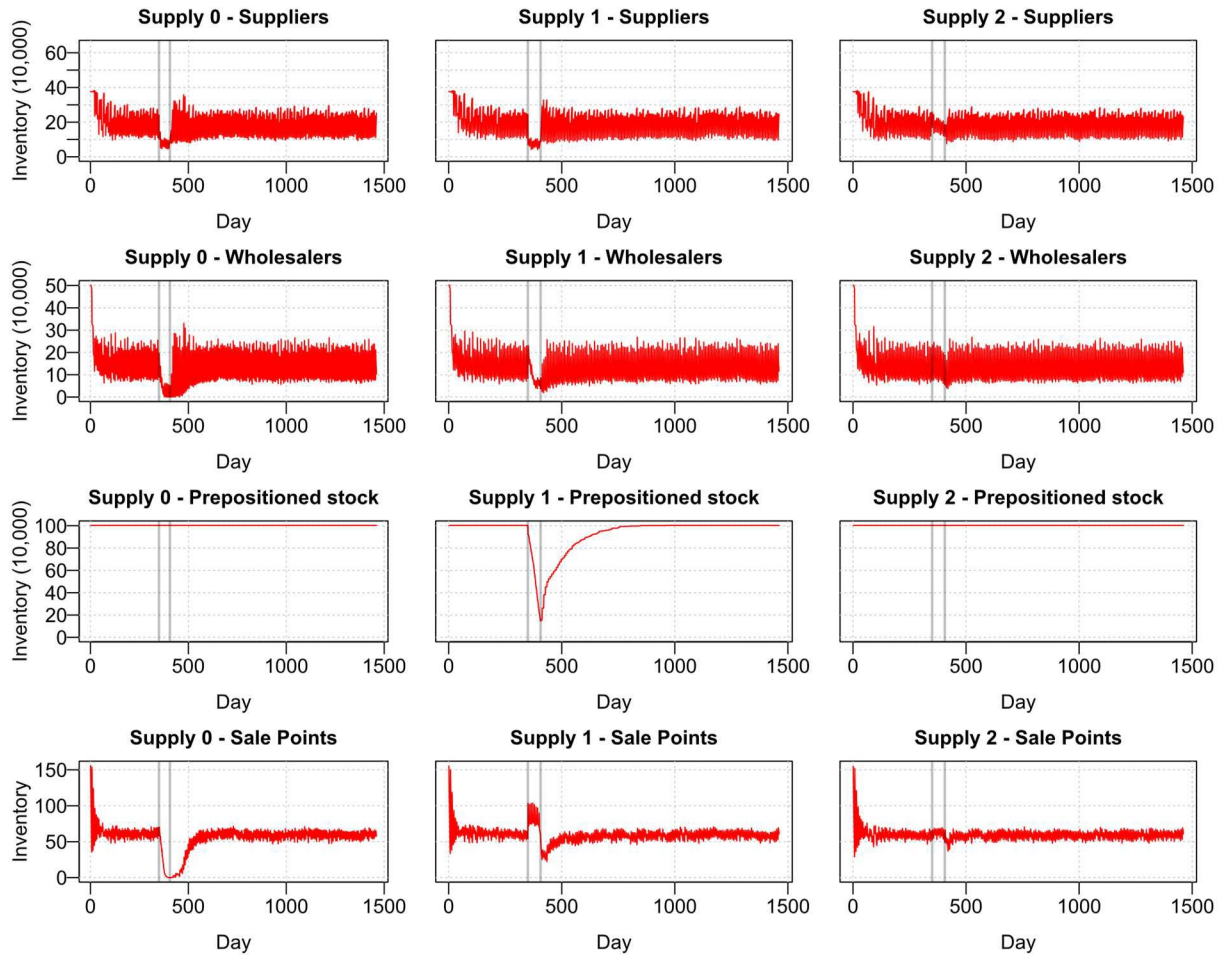 Supply 0 - Suppliers Supply 1 - Suppliers Supply 2 - Suppliers
Inventory (10,000)
60
40
20
0
0 500 1000 1500 0 500 1000 1500 0 500 1000 1500
Day Day Day
Supply 0 - Wholesalers Supply 1 - Wholesalers Supply 2 - Wholesalers
Inventory (10,000)
50
40
30
20
10
0
0 500 1000 1500 0 500 1000 1500 0 500 1000 1500
Day Day Day
Supply 0 - Prepositioned stock Supply 1 - Prepositioned stock Supply 2 - Prepositioned stock
Inventory (10,000)
100
80
60
40
20
0
0 500 1000 1500 0 500 1000 1500 0 500 1000 1500
Day Day Day
Supply 0 - Sale Points Supply 1 - Sale Points Supply 2 - Sale Points
Inventory
150
100
50
0
0 500 1000 1500 0 500 1000 1500 0 500 1000 1500
Day Day Day